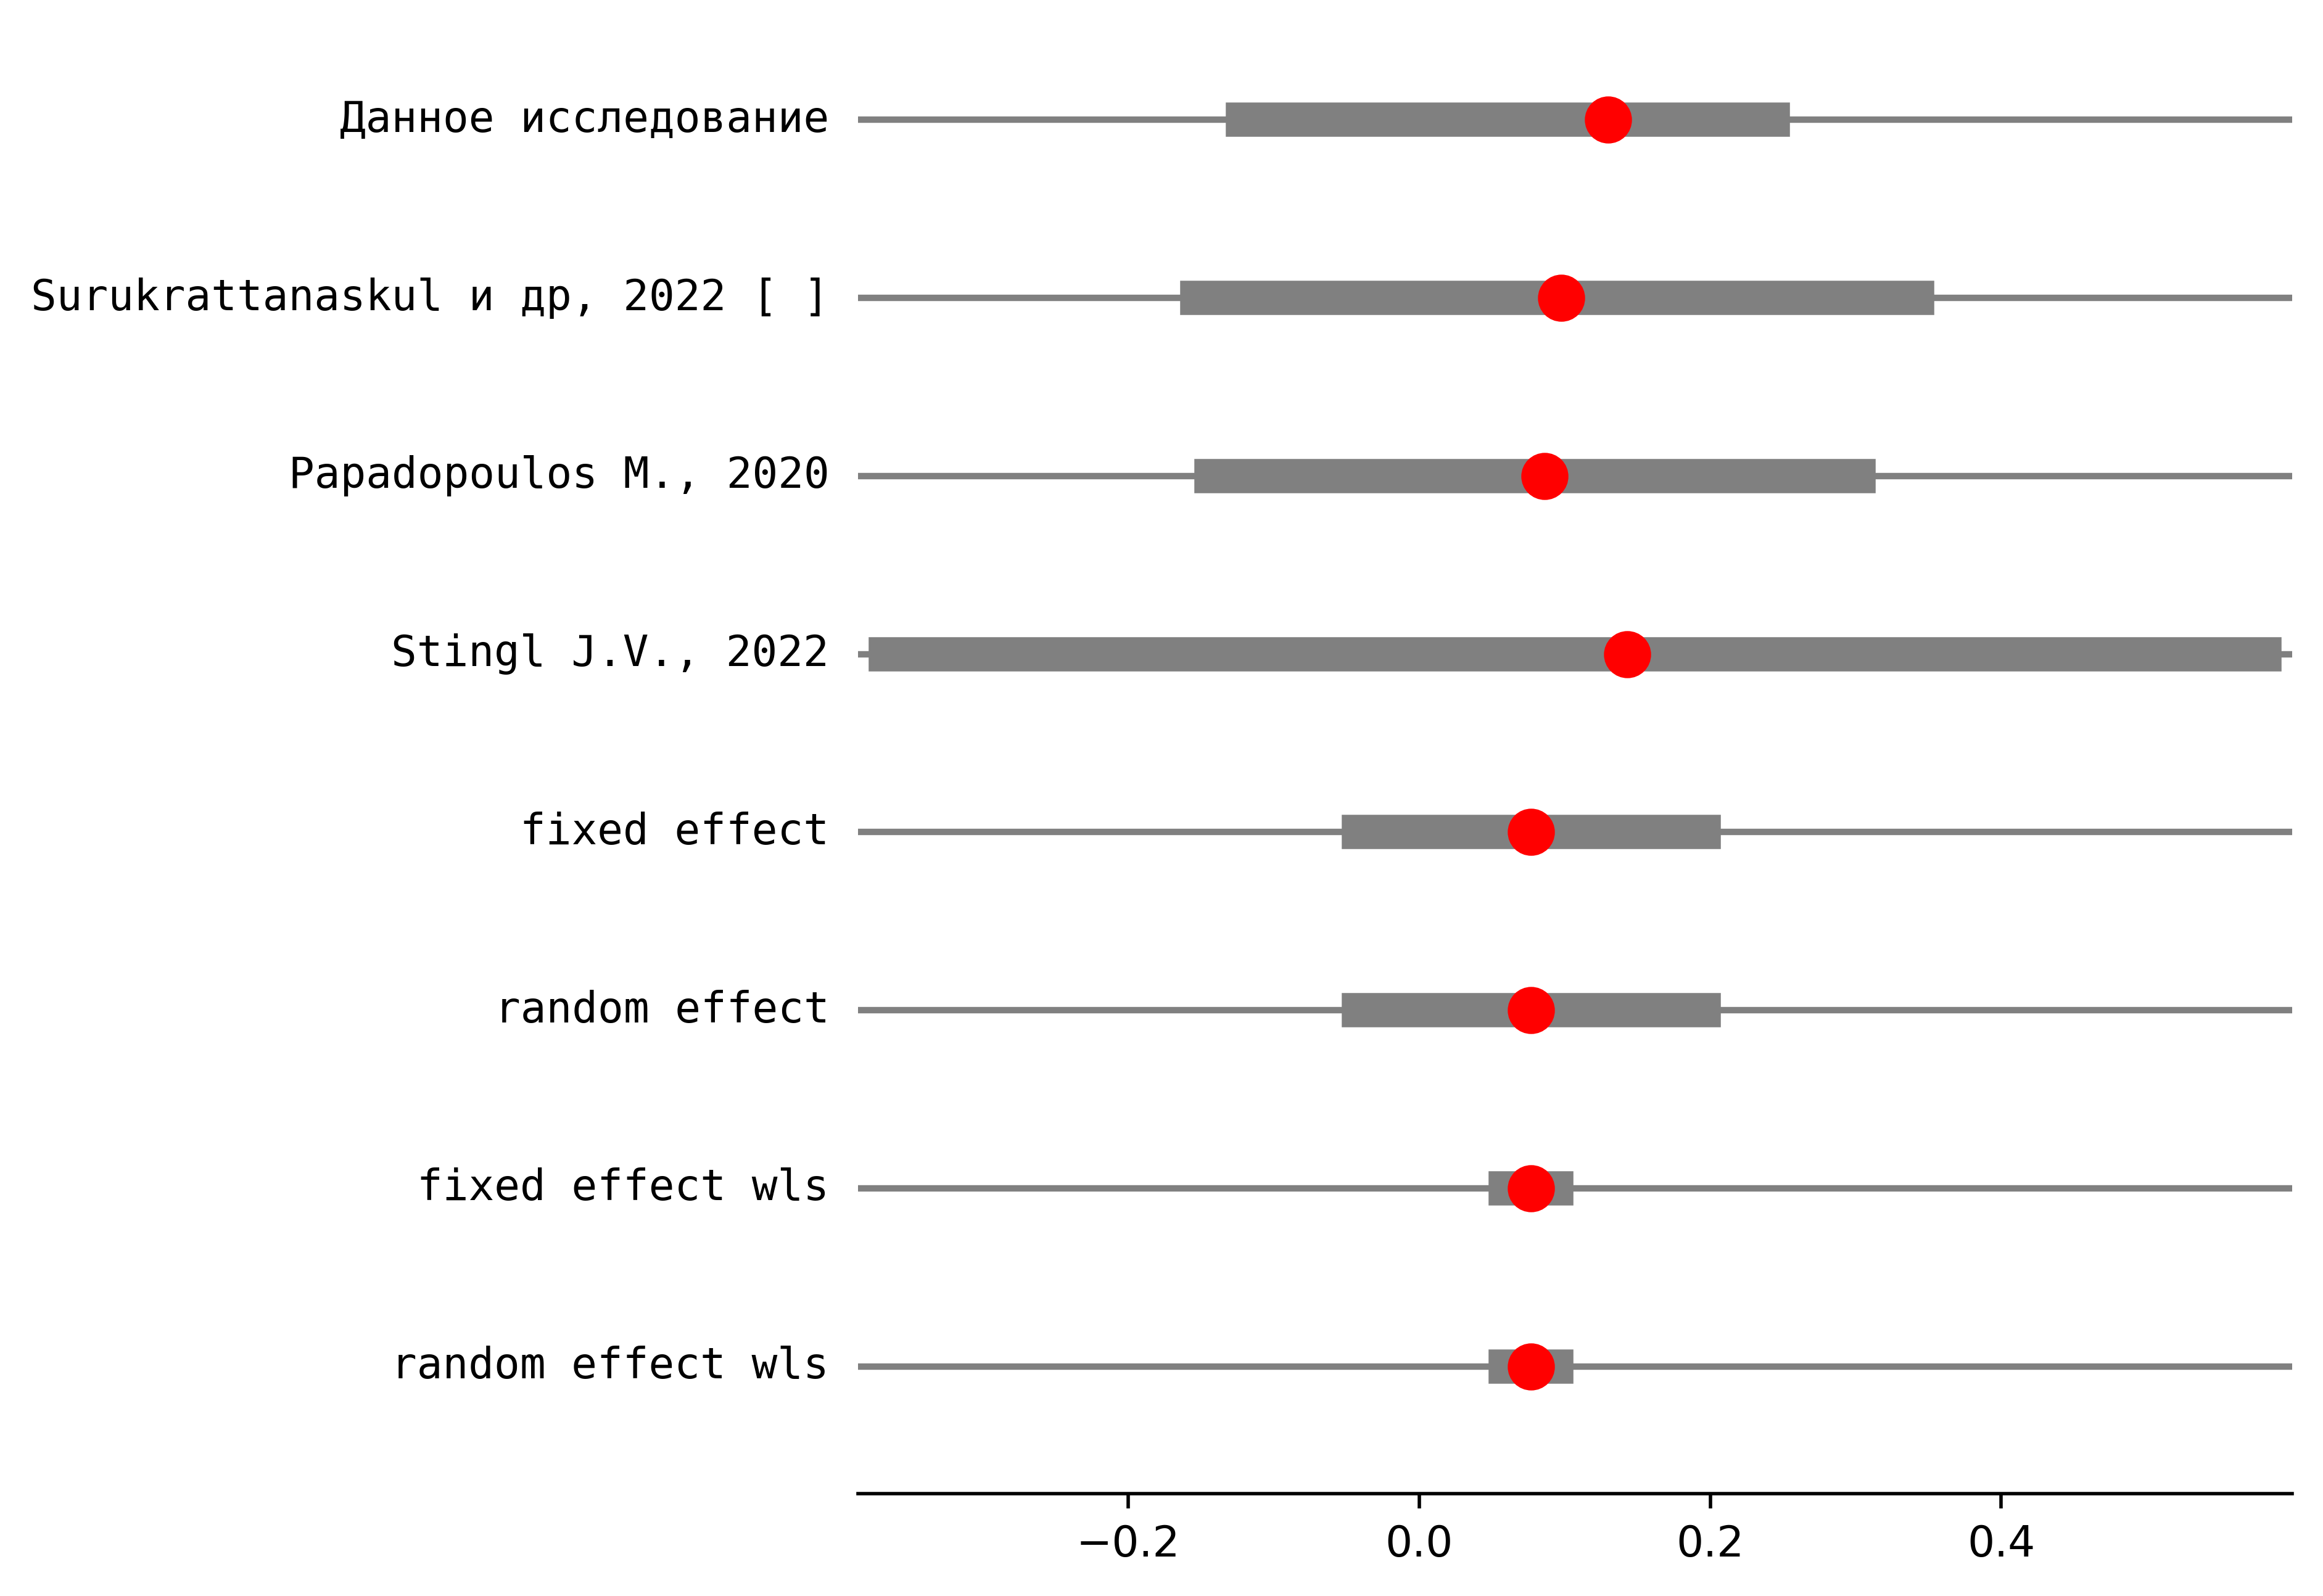 Данное исследование
Surukrattanaskul и др, 2022 [ ]
Papadopoulos M., 2020
Stingl J.V., 2022
fixed effect
random effect
fixed effect wls
random effect wls
−0.2 0.0 0.2 0.4